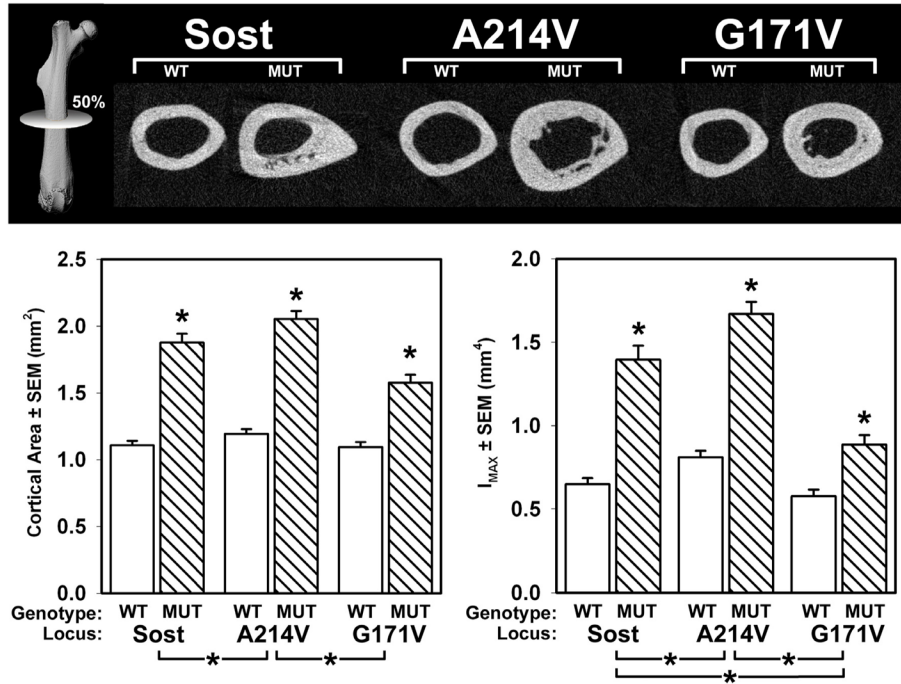 Sost A214V G171V
WT MUT WT MUT WT MUT
50%
2.5
2.0
1.5
1.0
0.5
0.0
Cortical Area ± SEM (mm²)
* * *
Genotype: WT MUT WT MUT WT MUT
Locus: Sost A214V G171V
* *
2.0
1.5
1.0
0.5
0.0
I_MAX ± SEM (mm⁴)
* * *
Genotype: WT MUT WT MUT WT MUT
Locus: Sost A214V G171V
* *
*